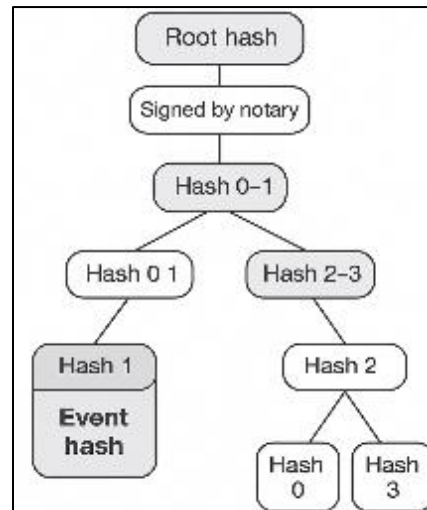 Root hash
Signed by notary
Hash 0–1
Hash 0 1
Hash 2–3
Hash 1
Hash 2
Event
hash
Hash
0
Hash
3